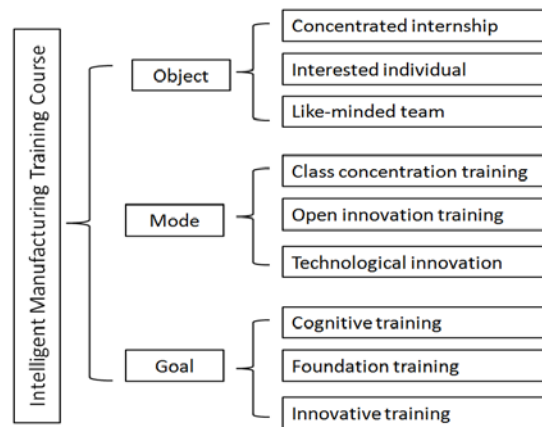 Intelligent Manufacturing Training Course
Object
Concentrated internship
Interested individual
Like-minded team
Mode
Class concentration training
Open innovation training
Technological innovation
Goal
Cognitive training
Foundation training
Innovative training